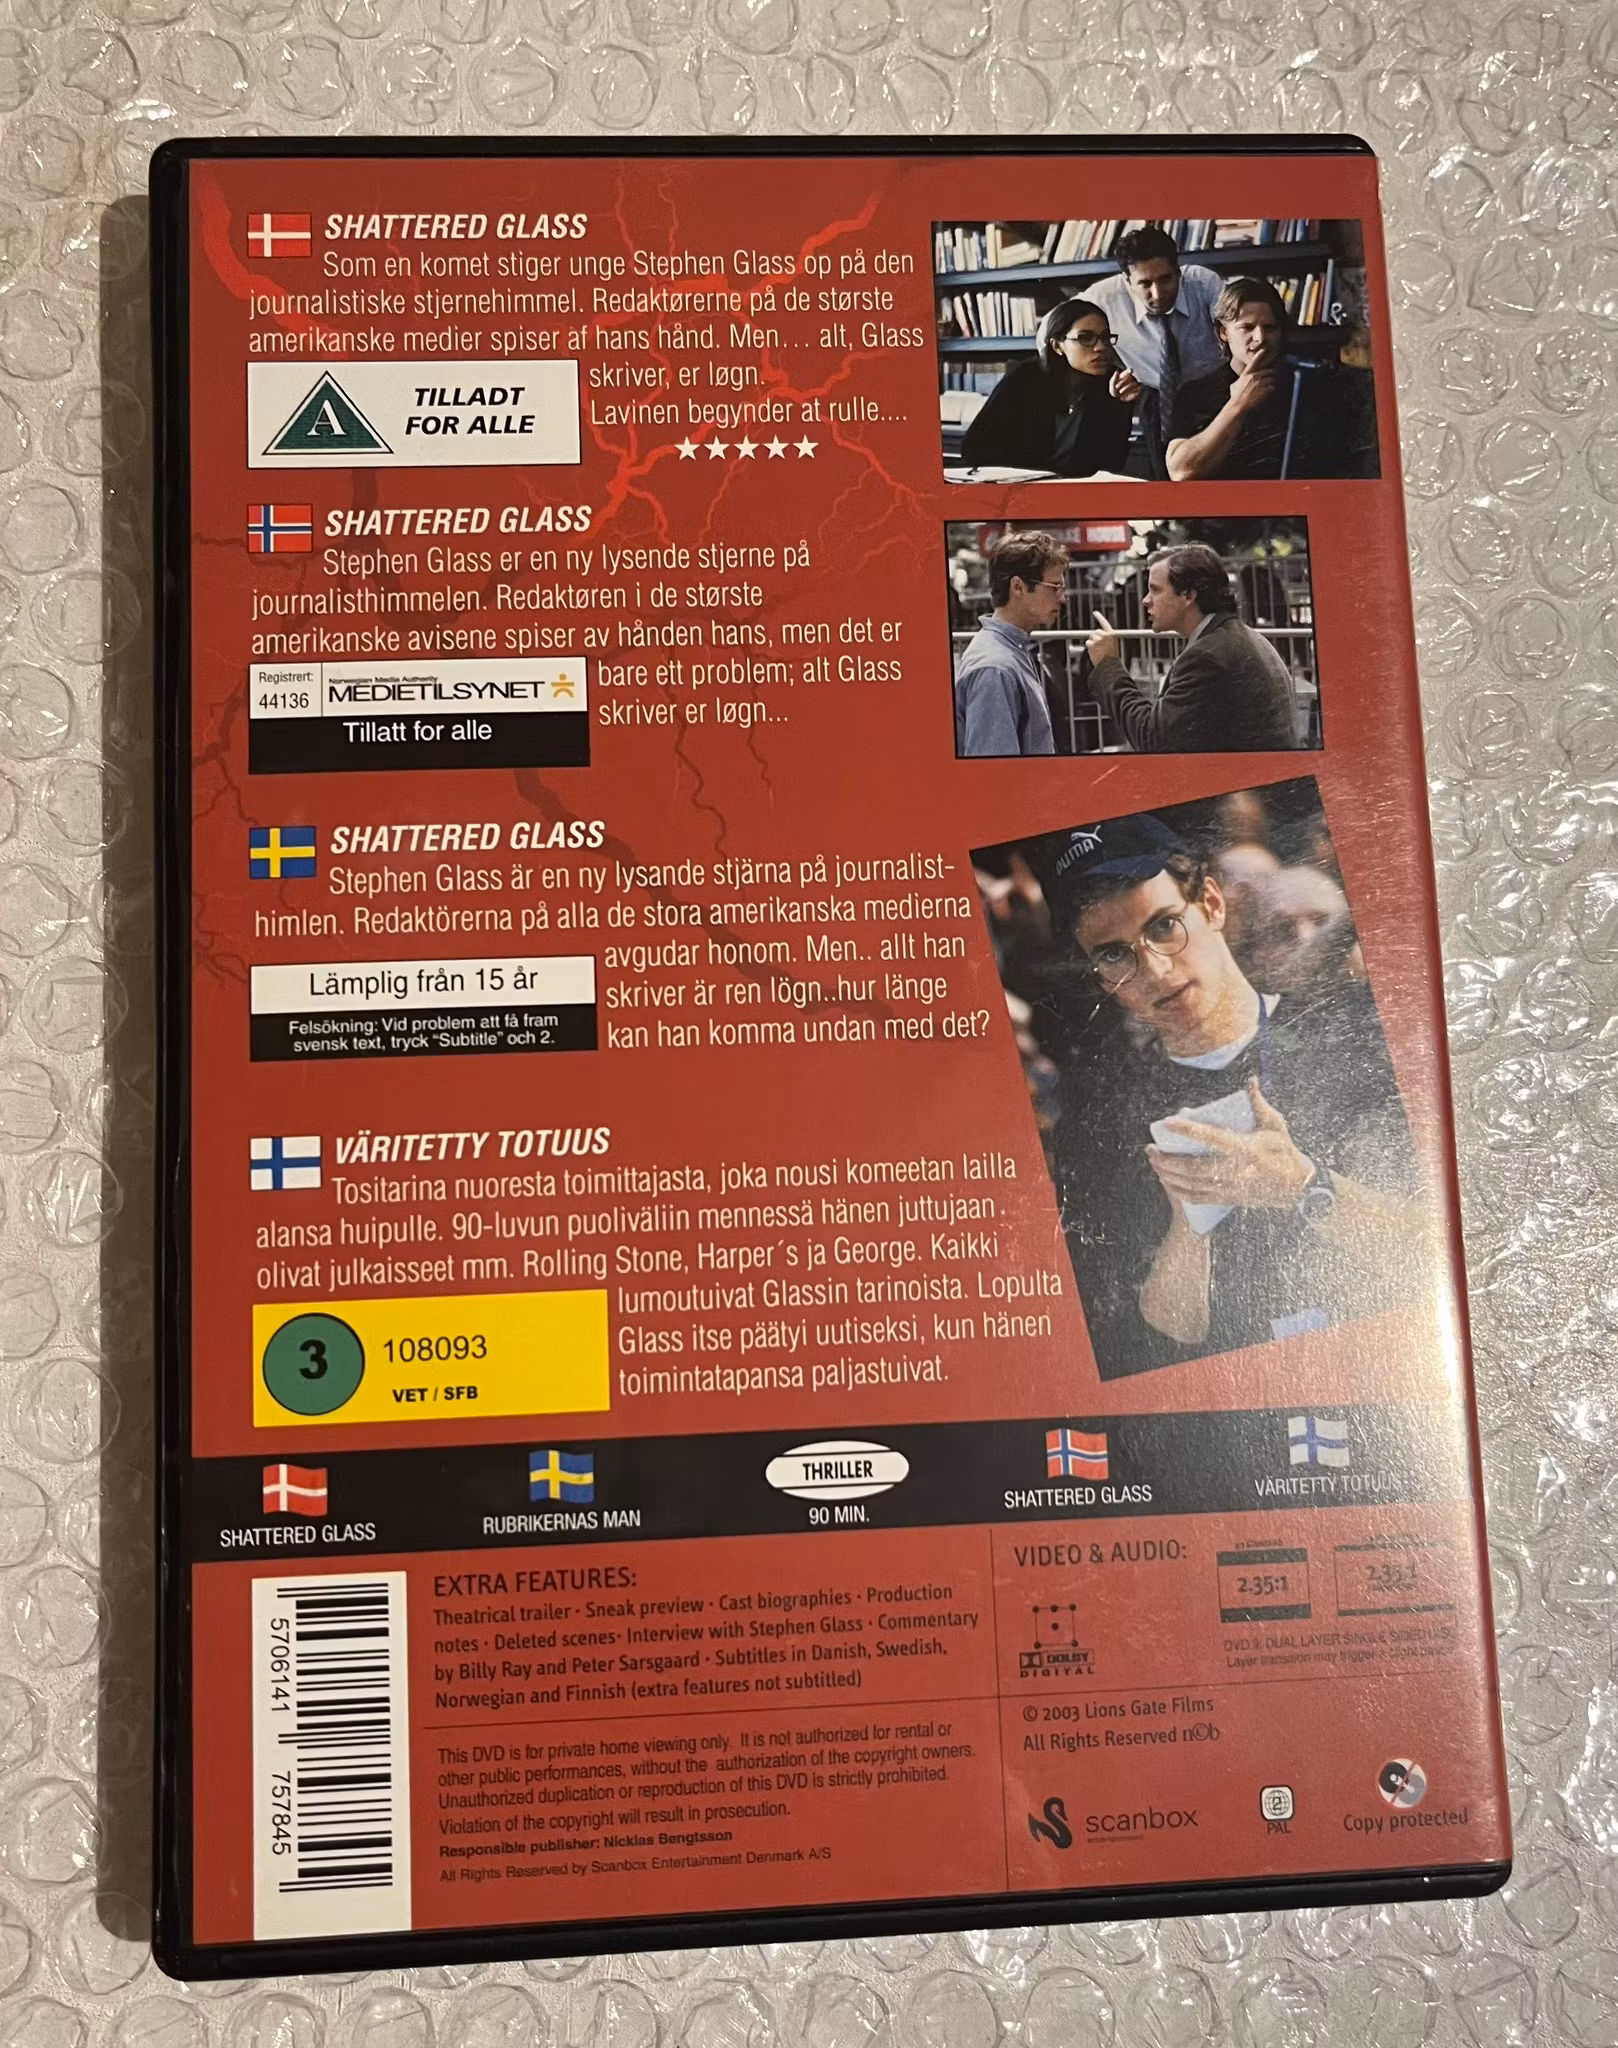 SHATTERED GLASS
Som en komet stiger unge Stephen Glass op på den
journalistiske stjernehimmel. Redaktørerne på de største
amerikanske medier spiser af hans hånd. Men... alt, Glass
skriver, er løgn.
Lavinen begynder at rulle....
★★★★★
A
TILLADT
FOR ALLE
SHATTERED GLASS
Stephen Glass er en ny lysende stjerne på
journalisthimmelen. Redaktøren i de største
amerikanske avisene spiser av hånden hans, men det er
bare ett problem; alt Glass
skriver er løgn...
Registrert:
44136
Norwegian Media Authority
MEDIETILSYNET
Tillatt for alle
SHATTERED GLASS
Stephen Glass är en ny lysande stjärna på journalist-
himlen. Redaktörerna på alla de stora amerikanska medierna
avgudar honom. Men.. allt han
skriver är ren lögn..hur länge
kan han komma undan med det?
Lämplig från 15 år
Felsökning: Vid problem att få fram
svensk text, tryck "Subtitle" och 2.
PUMA
VÄRITETTY TOTUUS
Tositarina nuoresta toimittajasta, joka nousi komeetan lailla
alansa huipulle. 90-luvun puoliväliin mennessä hänen juttujaan
olivat julkaisseet mm. Rolling Stone, Harper´s ja George. Kaikki
lumoutuivat Glassin tarinoista. Lopulta
Glass itse päätyi uutiseksi, kun hänen
toimintatapansa paljastuivat.
3
108093
VET / SFB
SHATTERED GLASS
RUBRIKERNAS MAN
THRILLER
90 MIN.
SHATTERED GLASS
VÄRITETTY TOTUUS
5706141 757845
EXTRA FEATURES:
Theatrical trailer · Sneak preview · Cast biographies · Production
notes · Deleted scenes· Interview with Stephen Glass · Commentary
by Billy Ray and Peter Sarsgaard · Subtitles in Danish, Swedish,
Norwegian and Finnish (extra features not subtitled)
This DVD is for private home viewing only. It is not authorized for rental or
other public performances, without the authorization of the copyright owners.
Unauthorized duplication or reproduction of this DVD is strictly prohibited.
Violation of the copyright will result in prosecution.
Responsible publisher: Nicklas Bengtsson
All Rights Reserved by Scanbox Entertainment Denmark A/S
VIDEO & AUDIO:
2.35:1
2.35:1
DOLBY
DIGITAL
DVD 9: DUAL LAYER SINGLE SIDED
Layer transition may trigger a slight
© 2003 Lions Gate Films
All Rights Reserved n©b
scanbox
2
PAL
Copy protected